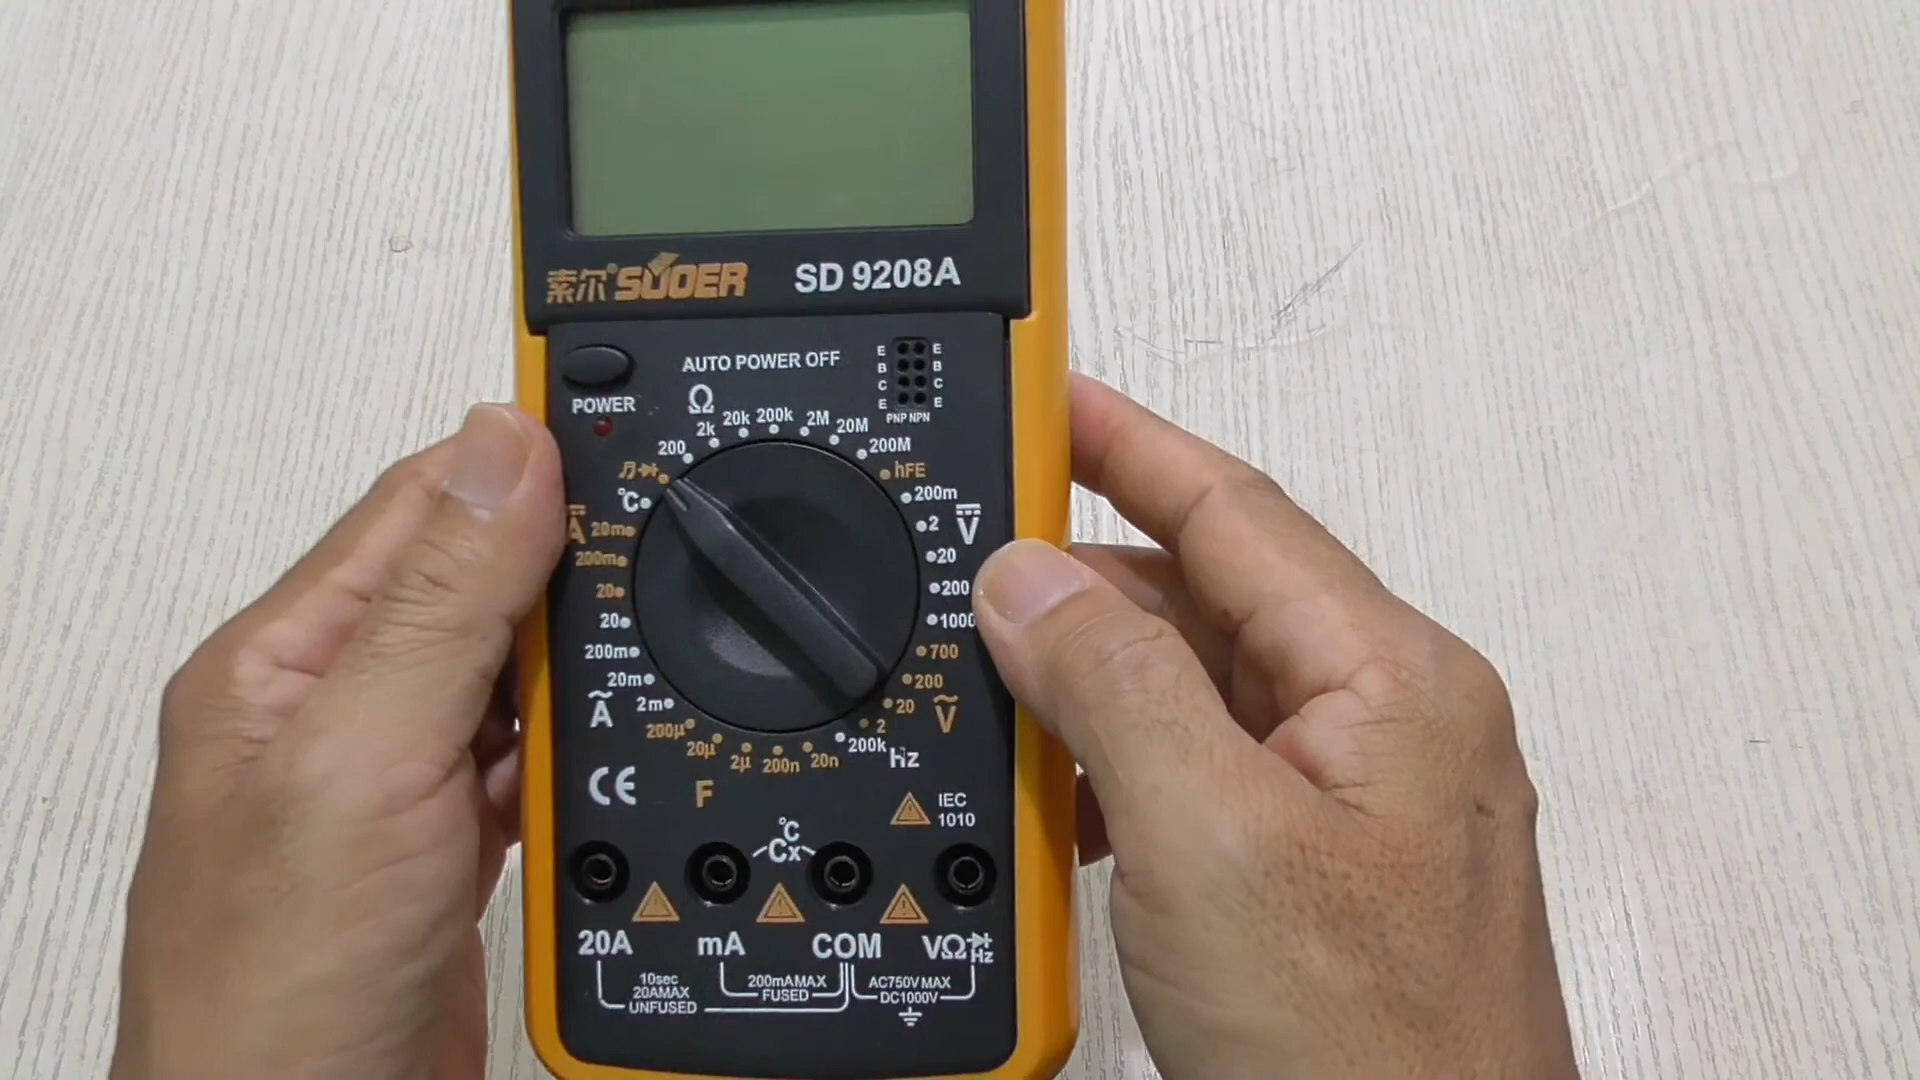 索尔 SUOER SD 9208A
AUTO POWER OFF
POWER
E E
B B
C C
E E
PNP NPN
Ω
200
2k
20k
200k
2M
20M
200M
hFE
200m
2
20
200
1000
V
700
200
20
2
V
200k
Hz
20n
200n
2µ
20µ
200µ
F
2m
20m
200m
20
A
20
200m
20m
A
℃
CE
IEC
1010
℃
Cx
20A mA COM VΩ Hz
10sec
20AMAX
UNFUSED
200mAMAX
FUSED
AC750V MAX
DC1000V